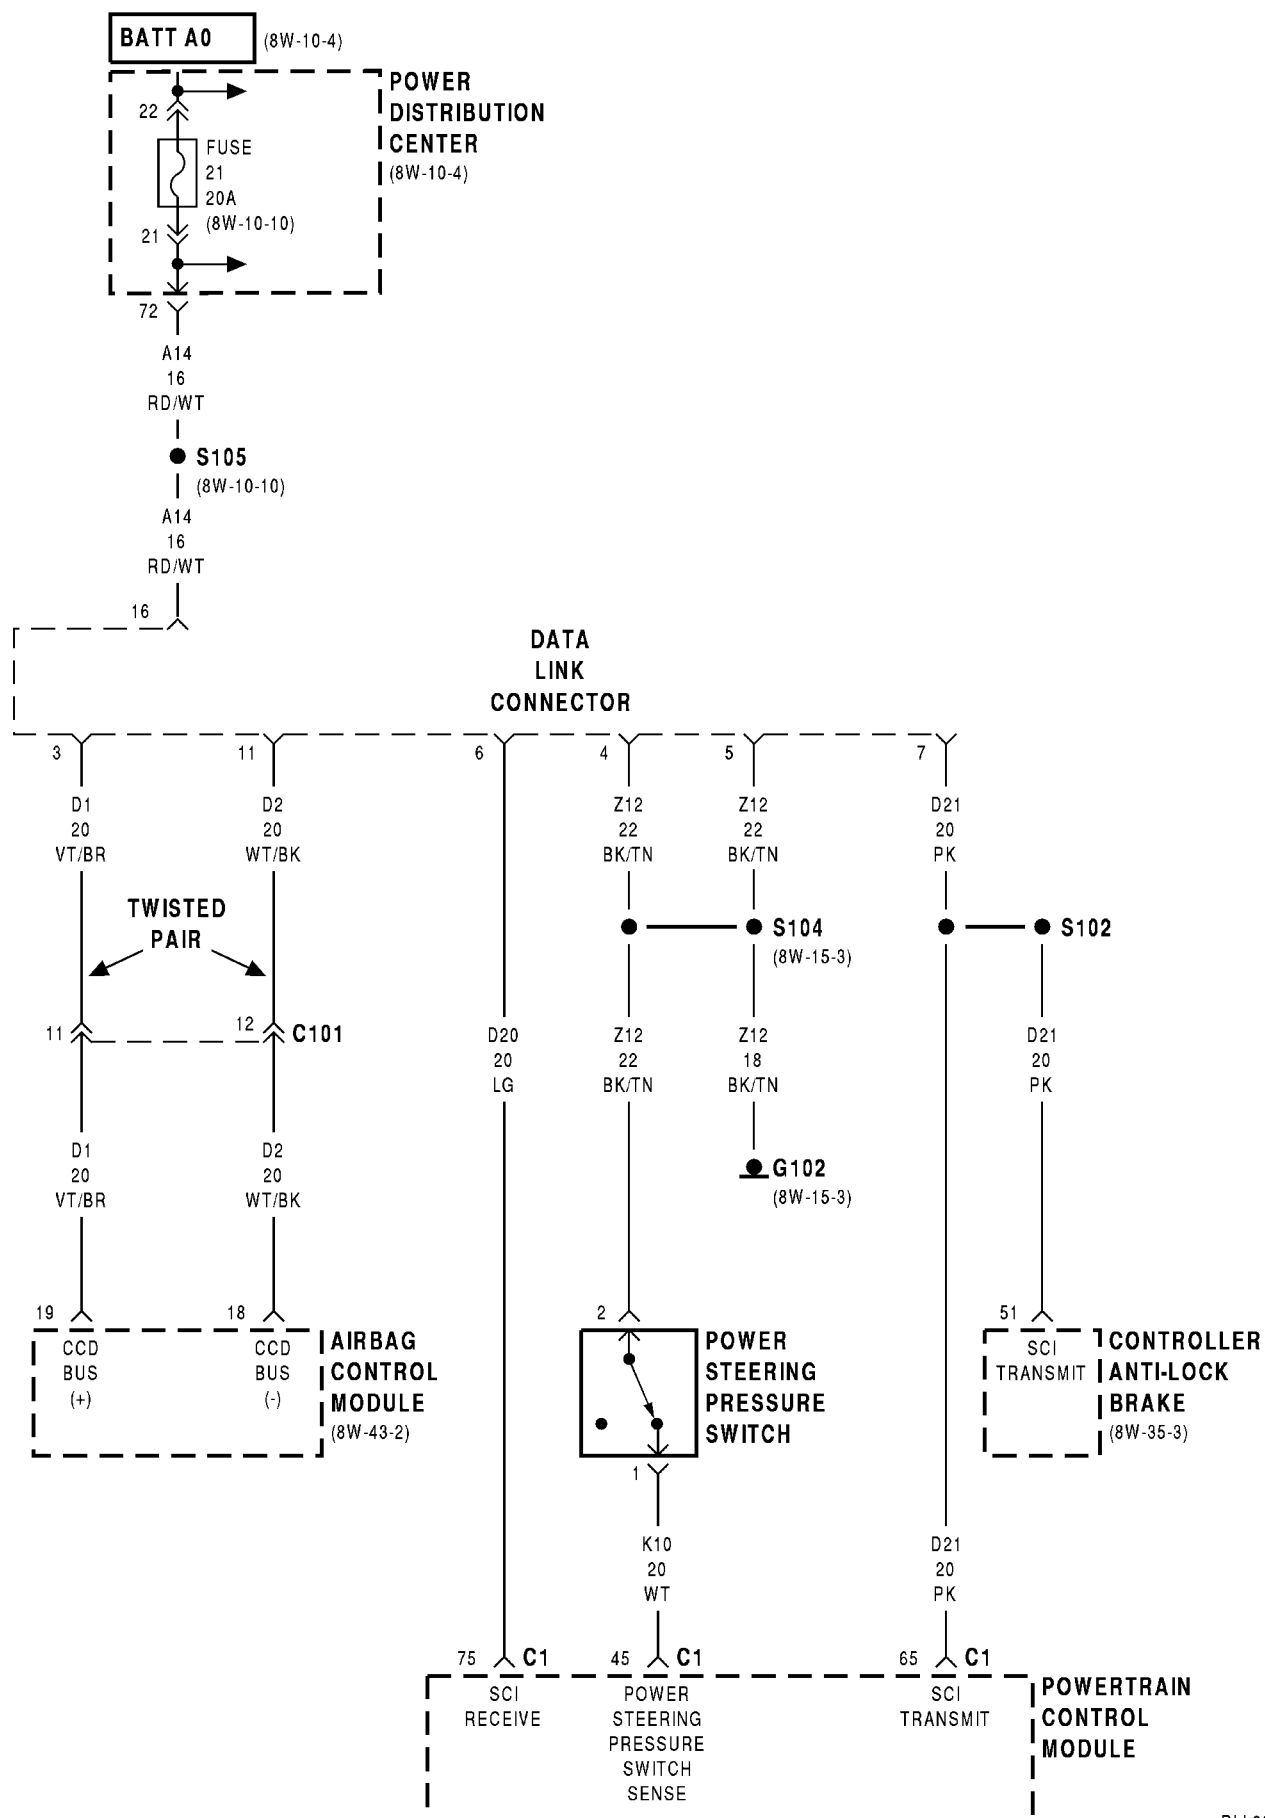 BATT A0 (8W-10-4)
POWER
DISTRIBUTION
CENTER
(8W-10-4)
22
FUSE
21
20A
(8W-10-10)
21
72
A14
16
RD/WT
S105
(8W-10-10)
A14
16
RD/WT
16
DATA
LINK
CONNECTOR
3 11 6 4 5 7
D1 D2 Z12 Z12 D21
20 20 22 22 20
VT/BR WT/BK BK/TN BK/TN PK
TWISTED
PAIR
S104
(8W-15-3)
S102
11 12 C101
D20 Z12 Z12 D21
20 22 18 20
LG BK/TN BK/TN PK
D1 D2
20 20
VT/BR WT/BK
G102
(8W-15-3)
19 18 2 51
CCD
BUS
(+)
CCD
BUS
(-)
AIRBAG
CONTROL
MODULE
(8W-43-2)
POWER
STEERING
PRESSURE
SWITCH
SCI
TRANSMIT
CONTROLLER
ANTI-LOCK
BRAKE
(8W-35-3)
1
K10 D21
20 20
WT PK
75 C1 45 C1 65 C1
SCI
RECEIVE
POWER
STEERING
PRESSURE
SWITCH
SENSE
SCI
TRANSMIT
POWERTRAIN
CONTROL
MODULE